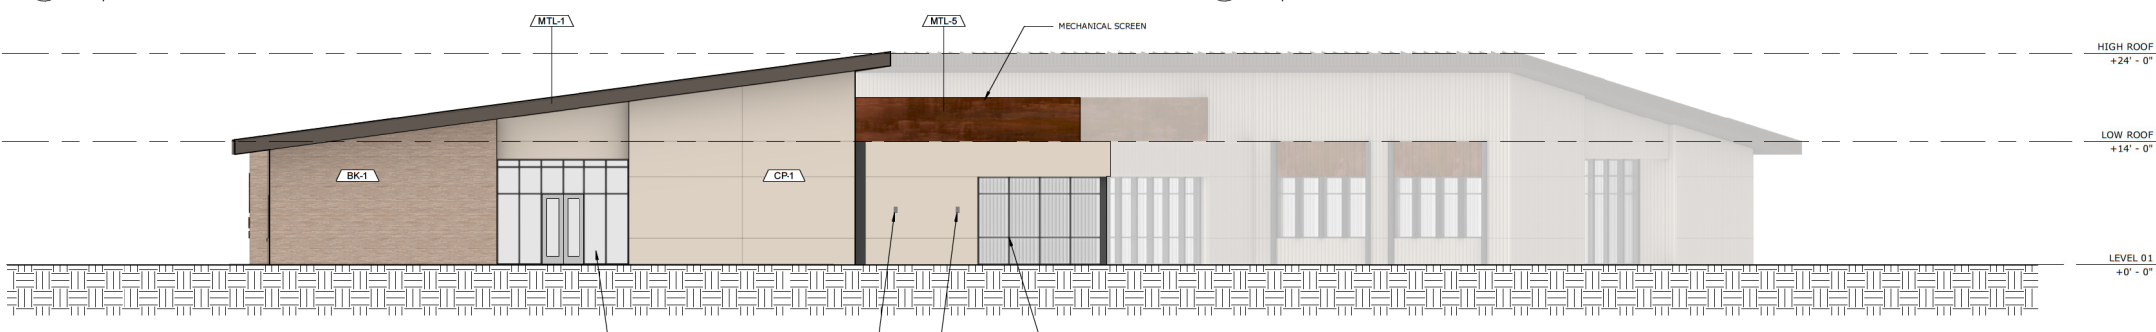 MTL-1
MTL-5
MECHANICAL SCREEN
HIGH ROOF
+24' - 0"
LOW ROOF
+14' - 0"
BK-1
CP-1
LEVEL 01
+0' - 0"